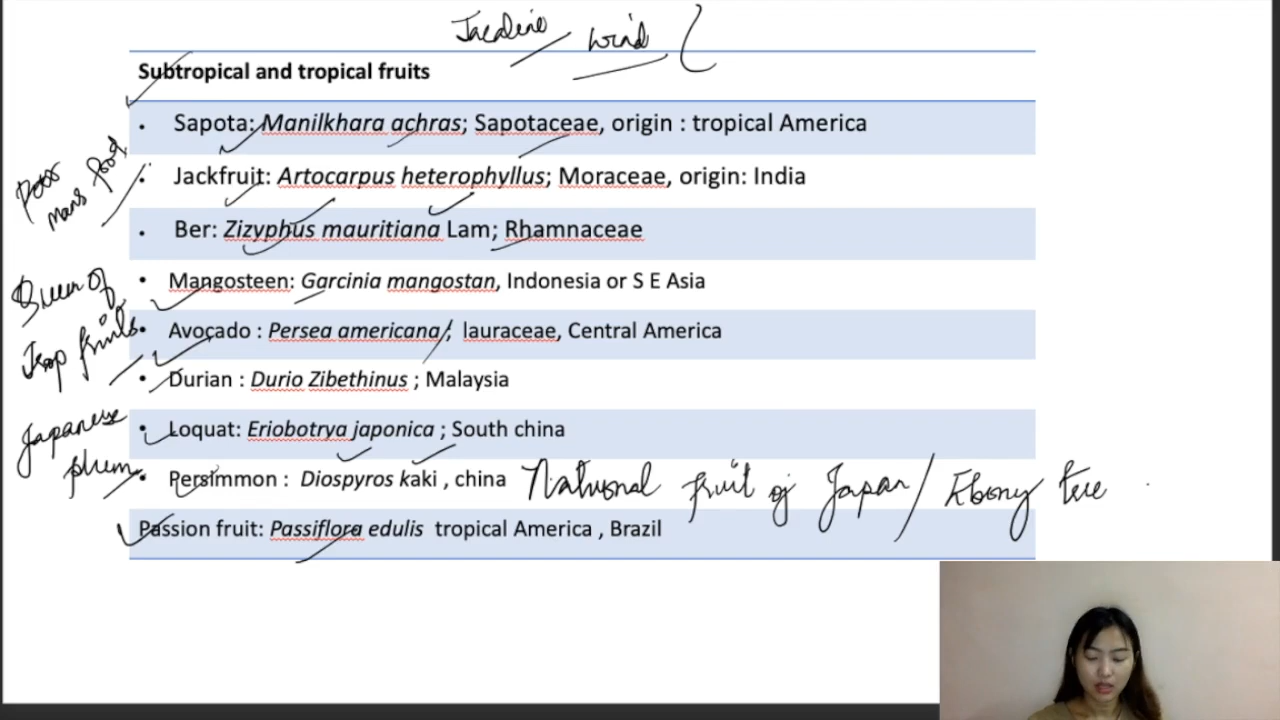 Jacaline wind
Subtropical and tropical fruits
• Sapota: Manilkhara achras; Sapotaceae, origin : tropical America
Poor mans food
• Jackfruit: Artocarpus heterophyllus; Moraceae, origin: India
• Ber: Zizyphus mauritiana Lam; Rhamnaceae
Queen of
Trop fruits
• Mangosteen: Garcinia mangostan, Indonesia or S E Asia
• Avocado : Persea americana; lauraceae, Central America
• Durian : Durio Zibethinus ; Malaysia
Japanese
plum
• Loquat: Eriobotrya japonica ; South china
• Persimmon : Diospyros kaki , china National fruit of Japan/ Ebony tree
Passion fruit: Passiflora edulis tropical America , Brazil